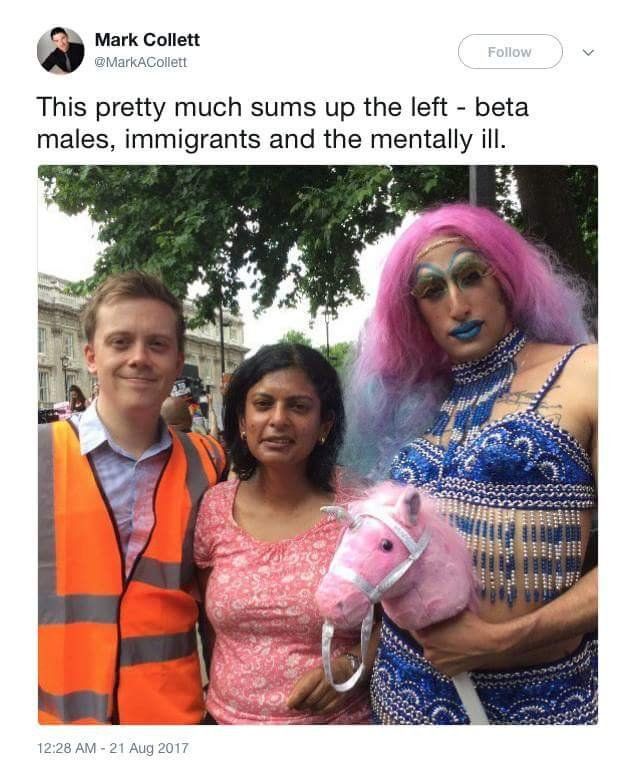 Mark Collett
@MarkACollett
Follow
This pretty much sums up the left - beta
males, immigrants and the mentally ill.
12:28 AM - 21 Aug 2017